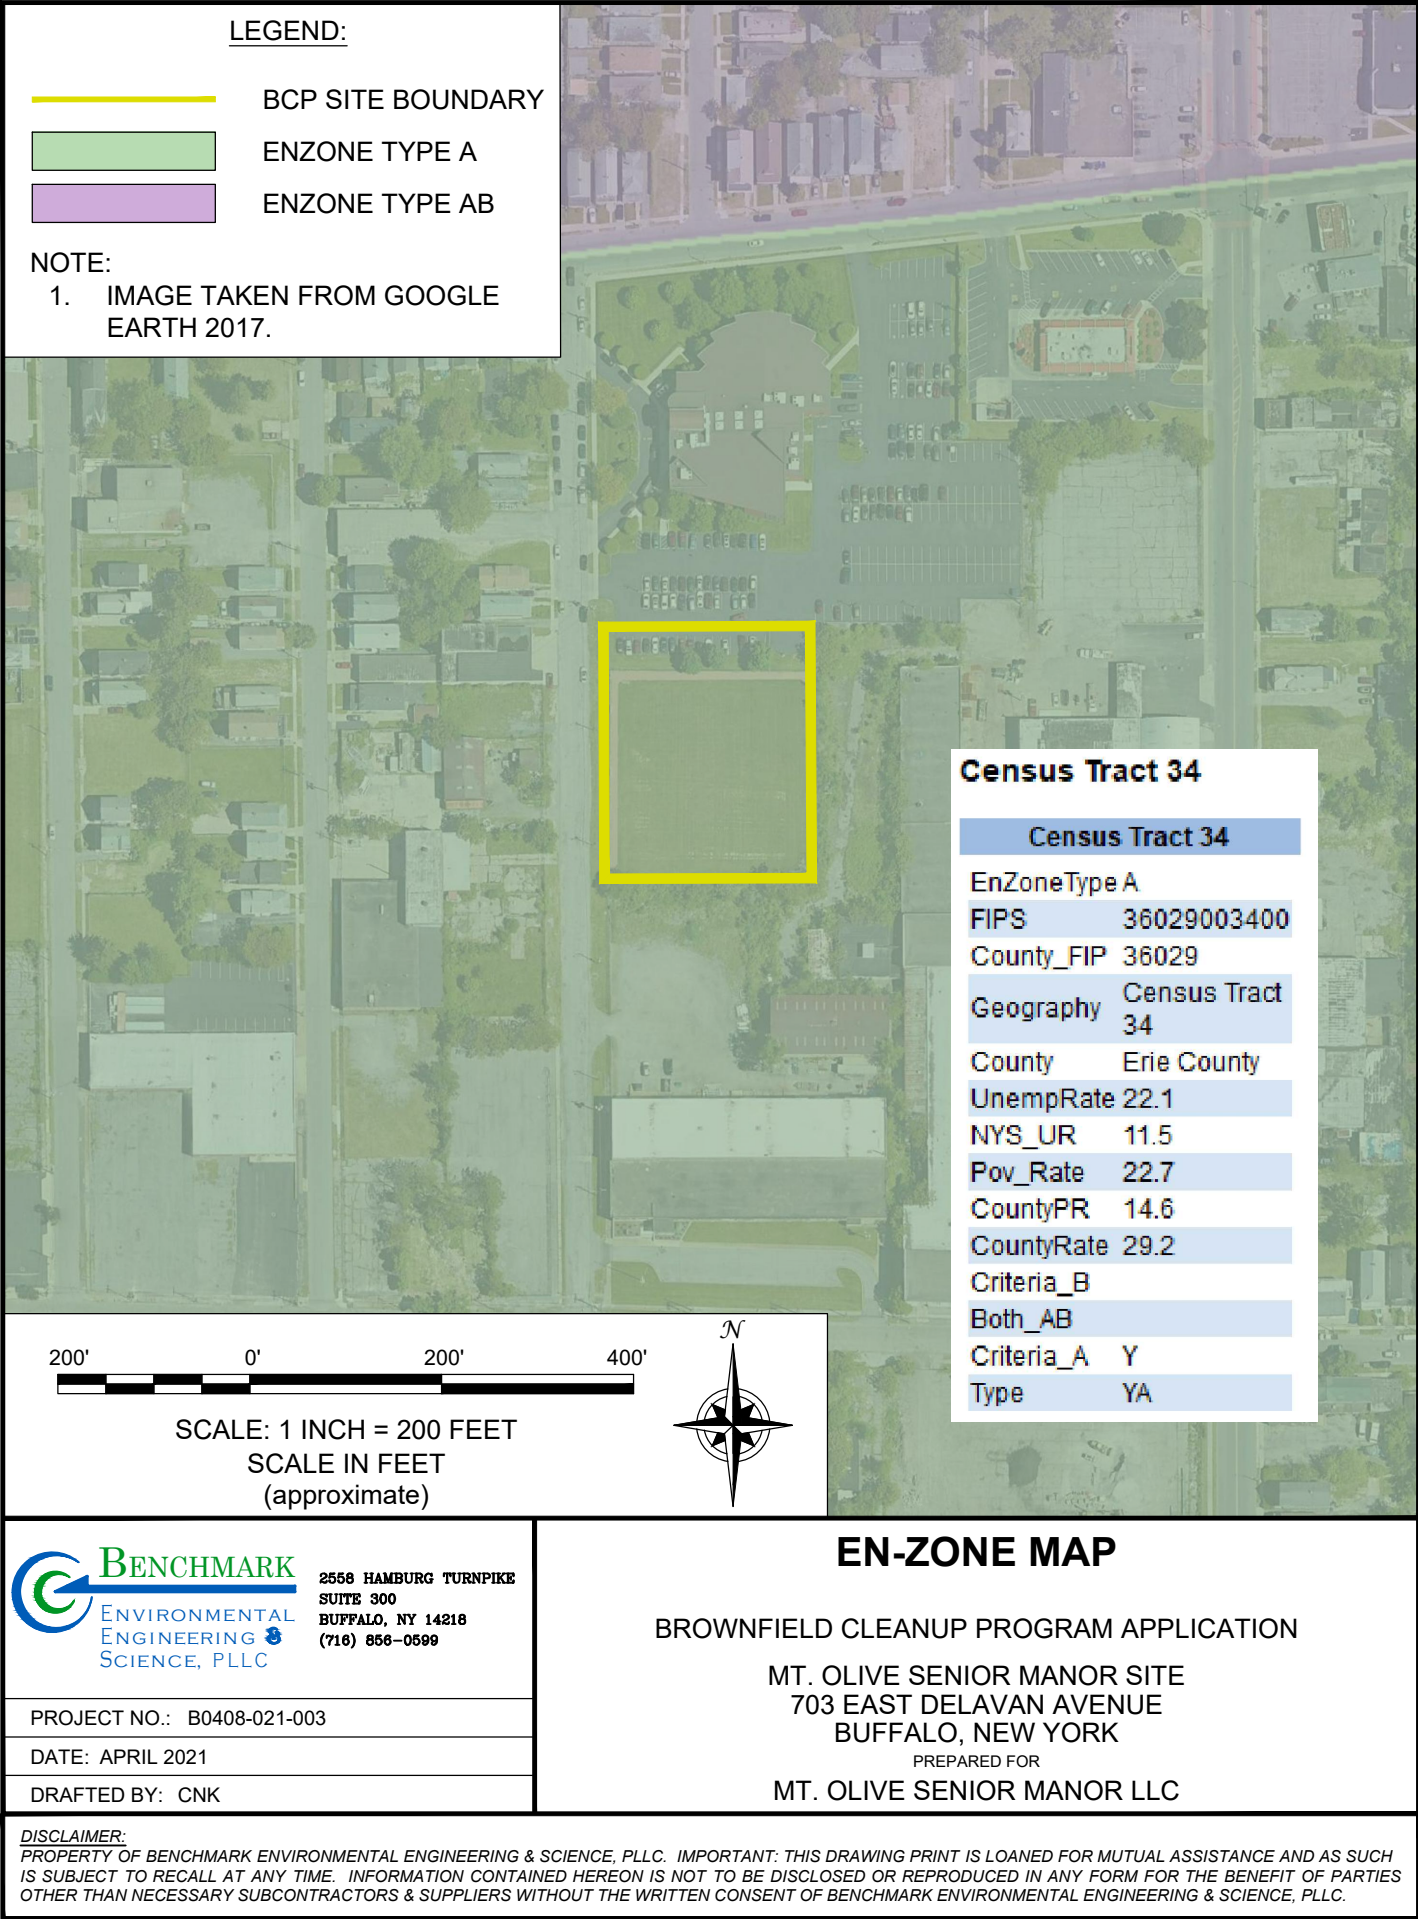 LEGEND:
BCP SITE BOUNDARY
ENZONE TYPE A
ENZONE TYPE AB
NOTE:
1. IMAGE TAKEN FROM GOOGLE
EARTH 2017.
Census Tract 34
Census Tract 34
EnZoneType A
FIPS 36029003400
County_FIP 36029
Geography Census Tract
34
County Erie County
UnempRate 22.1
NYS_UR 11.5
Pov_Rate 22.7
CountyPR 14.6
CountyRate 29.2
Criteria_B
Both_AB
Criteria_A Y
Type YA
200' 0' 200' 400'
SCALE: 1 INCH = 200 FEET
SCALE IN FEET
(approximate)
N
BENCHMARK
ENVIRONMENTAL
ENGINEERING &
SCIENCE, PLLC
2558 HAMBURG TURNPIKE
SUITE 300
BUFFALO, NY 14218
(716) 856-0599
PROJECT NO.: B0408-021-003
DATE: APRIL 2021
DRAFTED BY: CNK
EN-ZONE MAP
BROWNFIELD CLEANUP PROGRAM APPLICATION
MT. OLIVE SENIOR MANOR SITE
703 EAST DELAVAN AVENUE
BUFFALO, NEW YORK
PREPARED FOR
MT. OLIVE SENIOR MANOR LLC
DISCLAIMER:
PROPERTY OF BENCHMARK ENVIRONMENTAL ENGINEERING & SCIENCE, PLLC. IMPORTANT: THIS DRAWING PRINT IS LOANED FOR MUTUAL ASSISTANCE AND AS SUCH
IS SUBJECT TO RECALL AT ANY TIME. INFORMATION CONTAINED HEREON IS NOT TO BE DISCLOSED OR REPRODUCED IN ANY FORM FOR THE BENEFIT OF PARTIES
OTHER THAN NECESSARY SUBCONTRACTORS & SUPPLIERS WITHOUT THE WRITTEN CONSENT OF BENCHMARK ENVIRONMENTAL ENGINEERING & SCIENCE, PLLC.